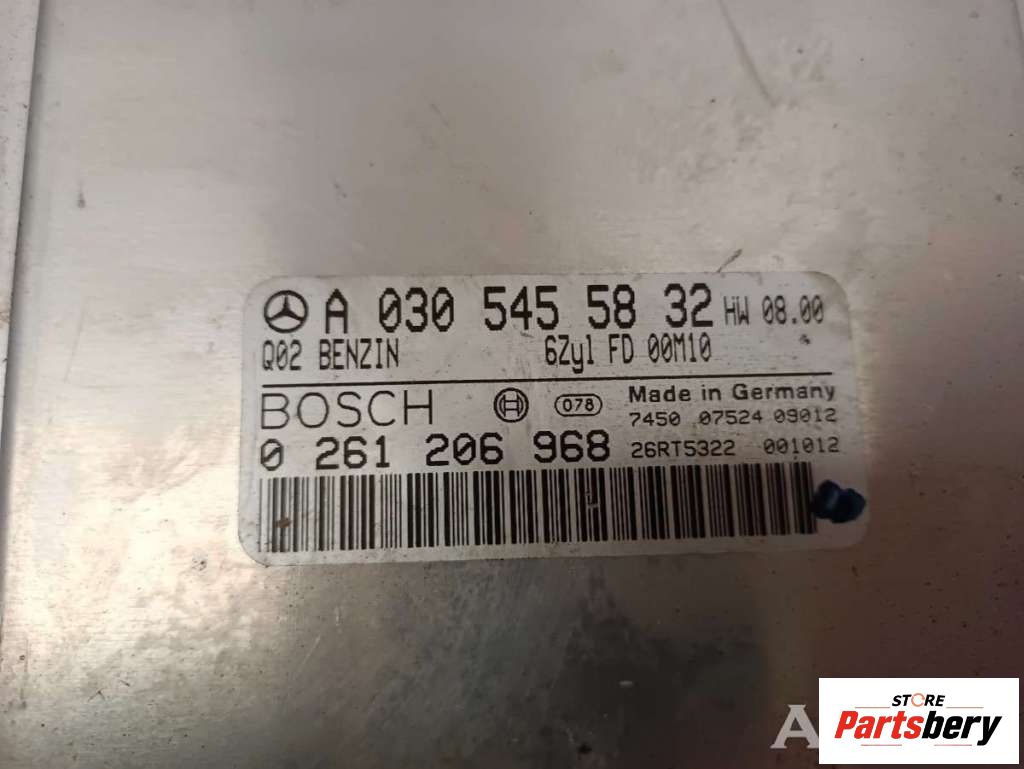 A 030 545 58 32 HW 08.00
Q02 BENZIN 6Zyl FD 00M10
BOSCH 078 Made in Germany
7450 07524 09012
0 261 206 968 26RT5322 001012
A
STORE
Partsbery